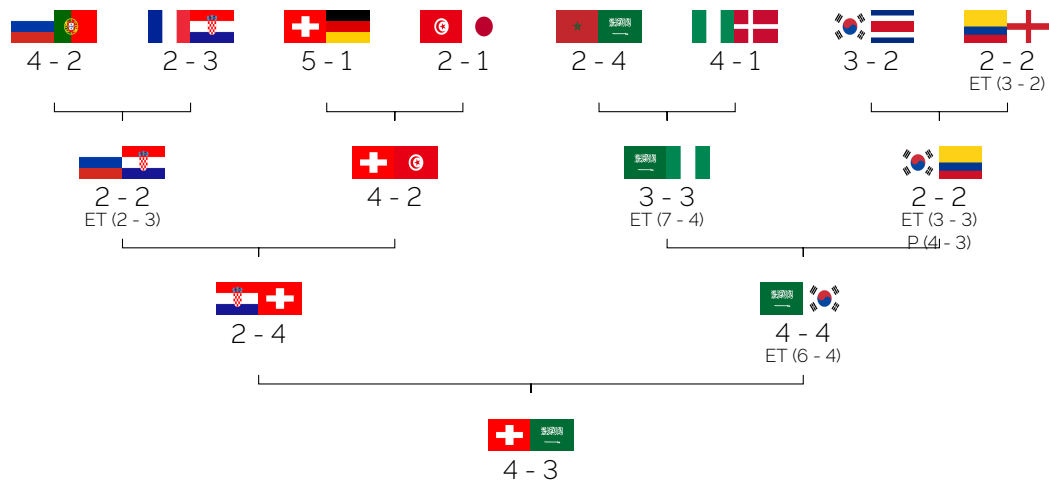 4 - 2
2 - 3
5 - 1
2 - 1
2 - 4
4 - 1
3 - 2
2 - 2
ET (3 - 2)
2 - 2
ET (2 - 3)
4 - 2
3 - 3
ET (7 - 4)
2 - 2
ET (3 - 3)
P (4 - 3)
2 - 4
4 - 4
ET (6 - 4)
4 - 3